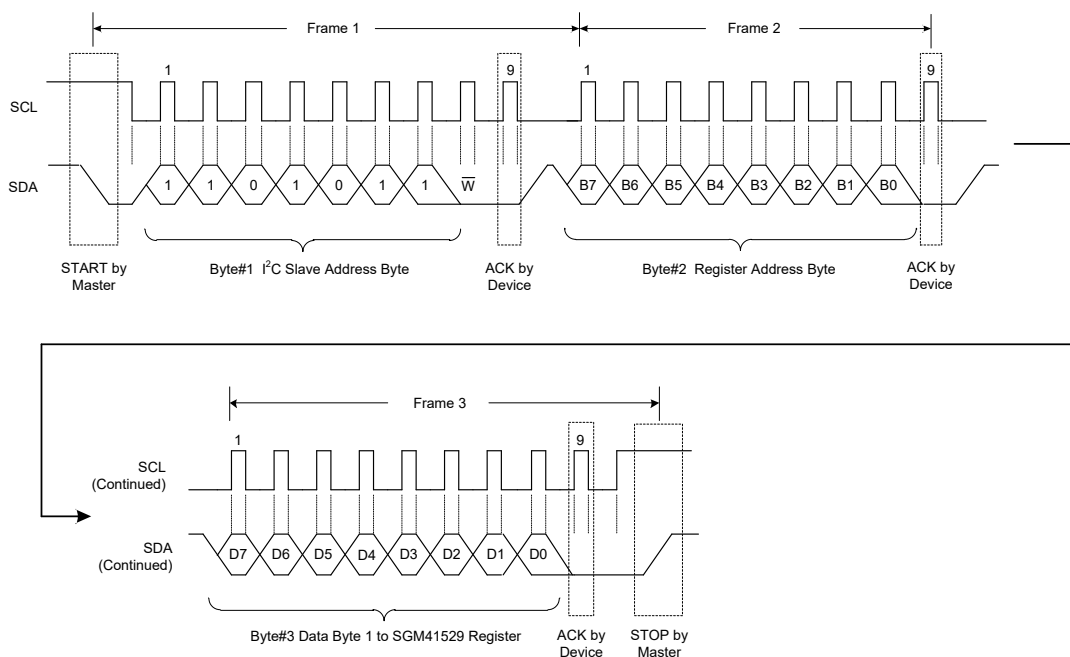 Frame 1 Frame 2
1 9 1 9
SCL
SDA 1 1 0 1 0 1 1 W̅ B7 B6 B5 B4 B3 B2 B1 B0
START by
Master
Byte#1 I²C Slave Address Byte
ACK by
Device
Byte#2 Register Address Byte
ACK by
Device
Frame 3
1 9
SCL
(Continued)
SDA
(Continued)
D7 D6 D5 D4 D3 D2 D1 D0
Byte#3 Data Byte 1 to SGM41529 Register
ACK by
Device
STOP by
Master